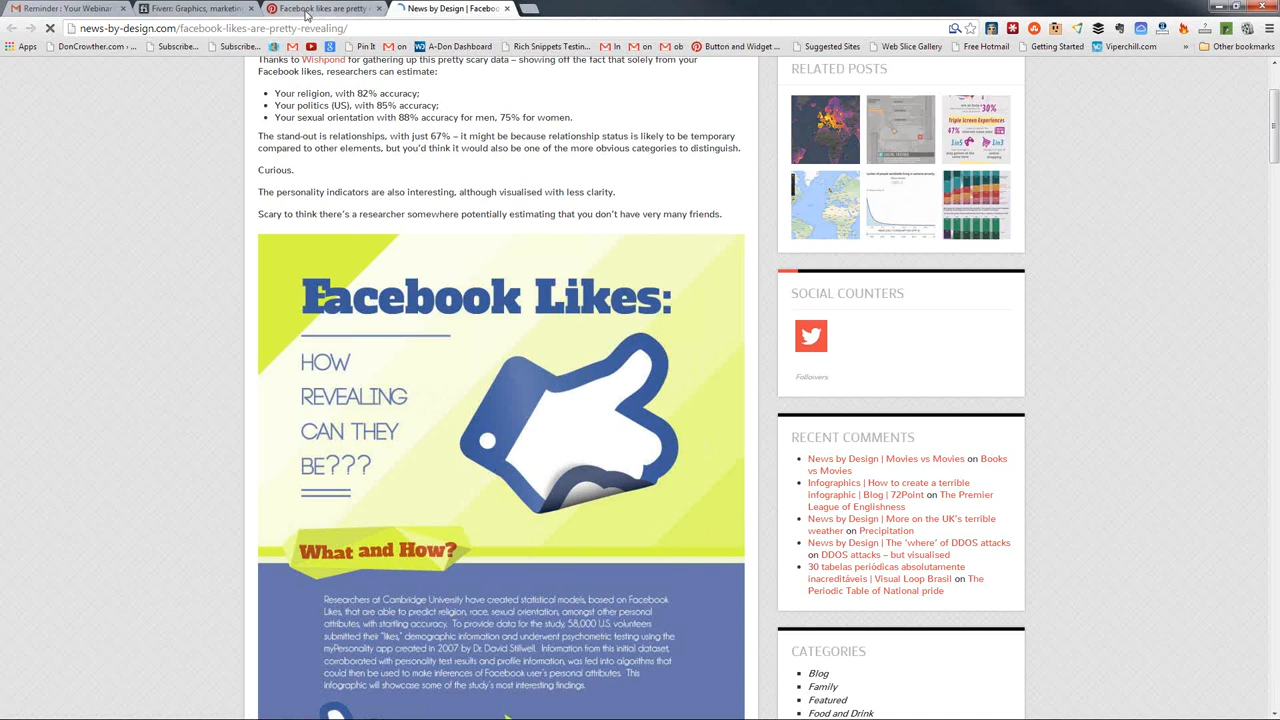 Reminder : Your Webinar
Fiverr: Graphics, marketing
Facebook likes are pretty
News by Design | Faceboo
news-by-design.com/facebook-likes-are-pretty-revealing/
Apps
DonCrowther.com -
Subscribe...
Subscribe...
Pin It
on
A-Don Dashboard
Rich Snippets Testin...
In
on
ob
Button and Widget ...
Suggested Sites
Web Slice Gallery
Free Hotmail
Getting Started
Viperchill.com
»
Other bookmarks
Thanks to Wishpond for gathering up this pretty scary data – showing off the fact that solely from your
Facebook likes, researchers can estimate:
• Your religion, with 82% accuracy;
• Your politics (US), with 85% accuracy;
• Your sexual orientation with 88% accuracy for men, 75% for women.
The stand-out is relationships, with just 67% – it might be because relationship status is likely to be temporary
compared to other elements, but you'd think it would also be one of the more obvious categories to distinguish.
Curious.
The personality indicators are also interesting, although visualised with less clarity.
Scary to think there's a researcher somewhere potentially estimating that you don't have very many friends.
Facebook Likes:
HOW
REVEALING
CAN THEY
BE???
What and How?
Researchers at Cambridge University have created statistical models, based on Facebook
Likes, that are able to predict religion, race, sexual orientation, amongst other personal
attributes, with startling accuracy. To provide data for the study, 58,000 U.S. volunteers
submitted their "likes," demographic information and underwent psychometric testing using the
myPersonality app created in 2007 by Dr. David Stillwell. Information from this initial dataset,
corroborated with personality test results and profile information, was fed into algorithms that
could then be used to make inferences of Facebook user's personal attributes. This
infographic will showcase some of the study's most interesting findings.
RELATED POSTS
30%
Triple Screen Experiences
47%
1in5
1in3
SOCIAL COUNTERS
Followers
RECENT COMMENTS
• News by Design | Movies vs Movies on Books
vs Movies
• Infographics | How to create a terrible
infographic | Blog | 72Point on The Premier
League of Englishness
• News by Design | More on the UK's terrible
weather on Precipitation
• News by Design | The 'where' of DDOS attacks
on DDOS attacks – but visualised
• 30 tabelas periódicas absolutamente
inacreditáveis | Visual Loop Brasil on The
Periodic Table of National pride
CATEGORIES
• Blog
• Family
• Featured
• Food and Drink